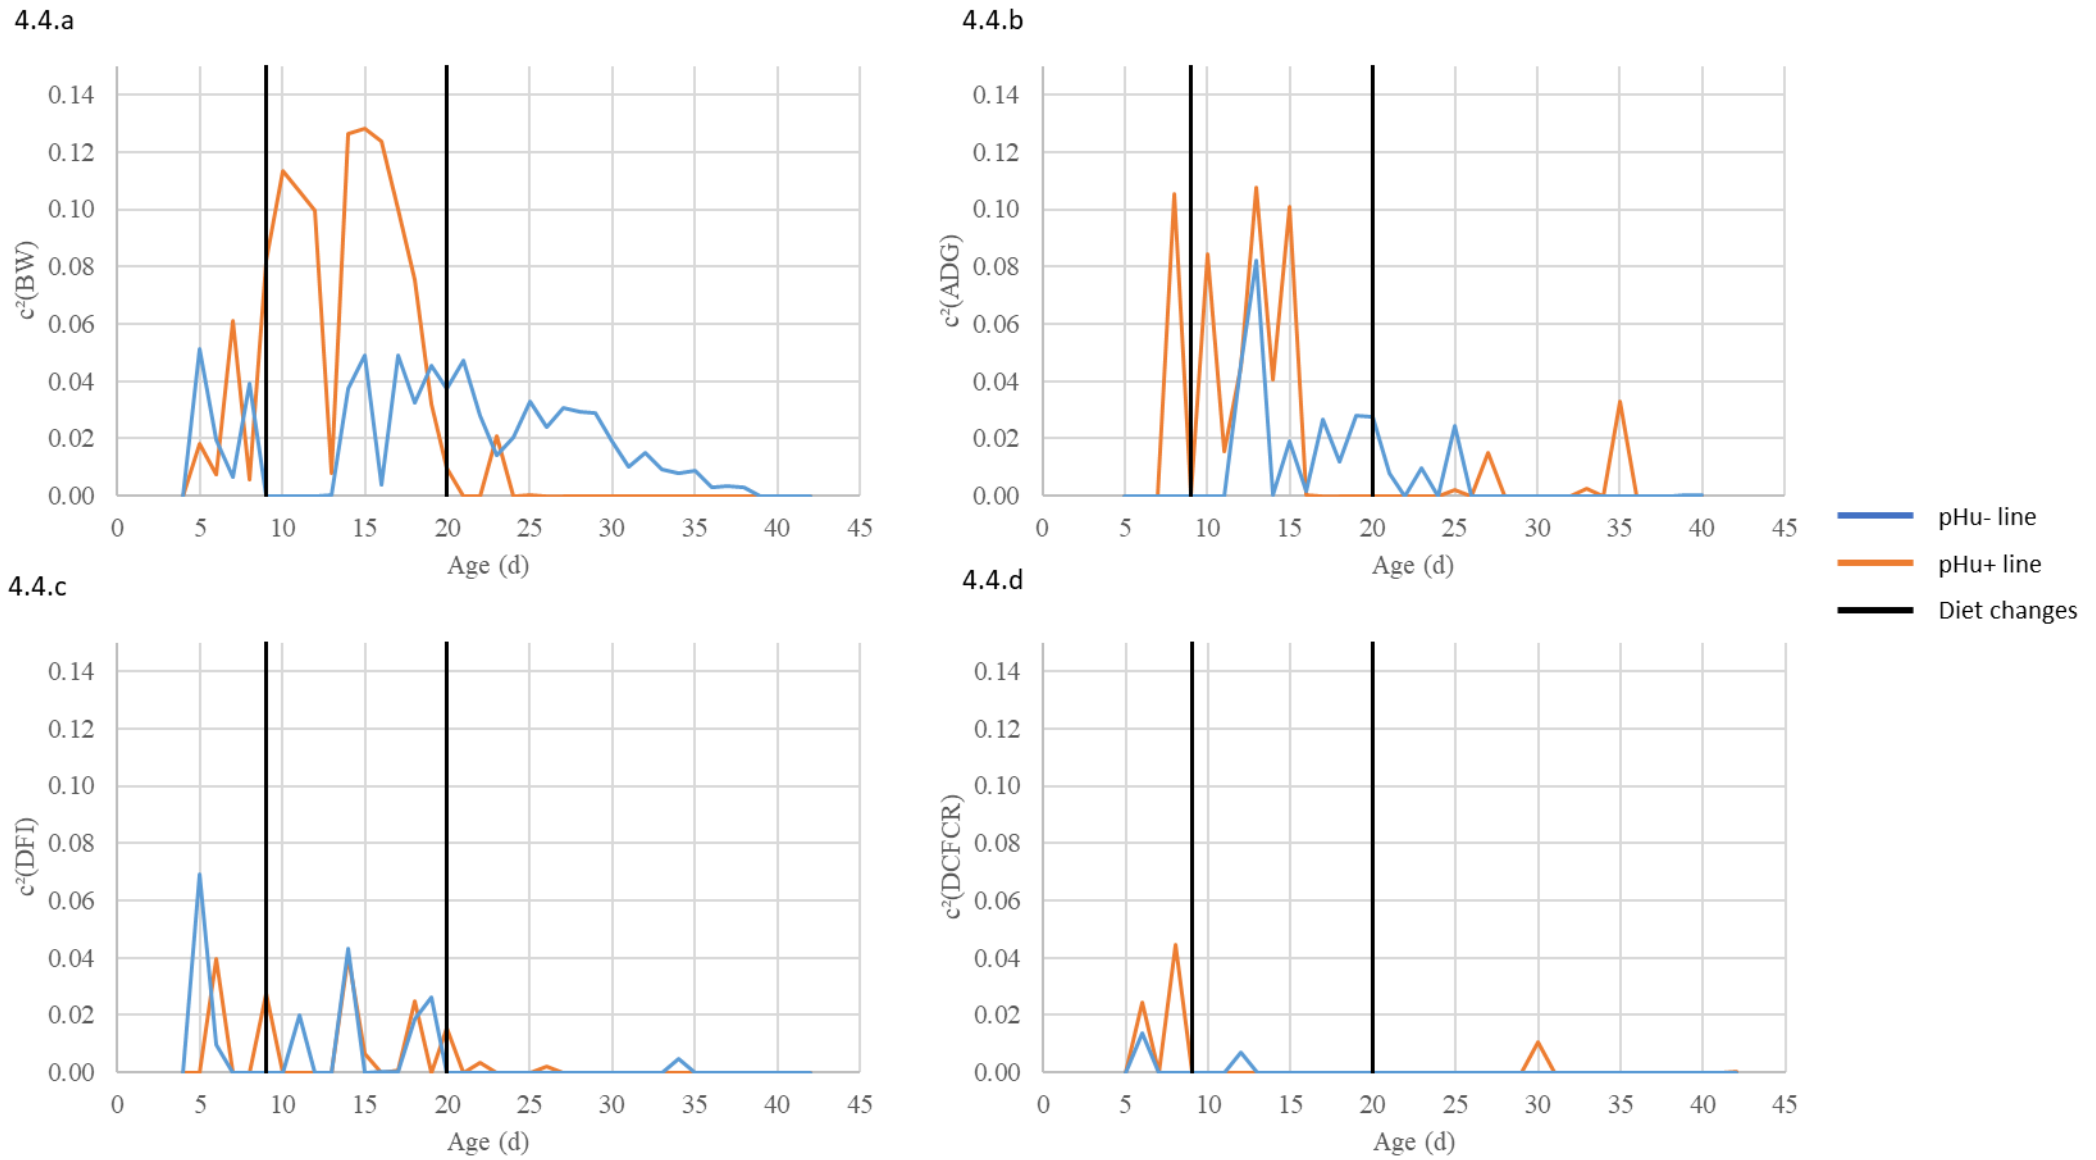 4.4.a
0.14
0.12
0.10
0.08
0.06
0.04
0.02
0.00
c²(BW)
0 5 10 15 20 25 30 35 40 45
Age (d)
4.4.b
0.14
0.12
0.10
0.08
0.06
0.04
0.02
0.00
c²(ADG)
0 5 10 15 20 25 30 35 40 45
Age (d)
pHu- line
pHu+ line
Diet changes
4.4.c
0.14
0.12
0.10
0.08
0.06
0.04
0.02
0.00
c²(DFI)
0 5 10 15 20 25 30 35 40 45
Age (d)
4.4.d
0.14
0.12
0.10
0.08
0.06
0.04
0.02
0.00
c²(DCFCR)
0 5 10 15 20 25 30 35 40 45
Age (d)